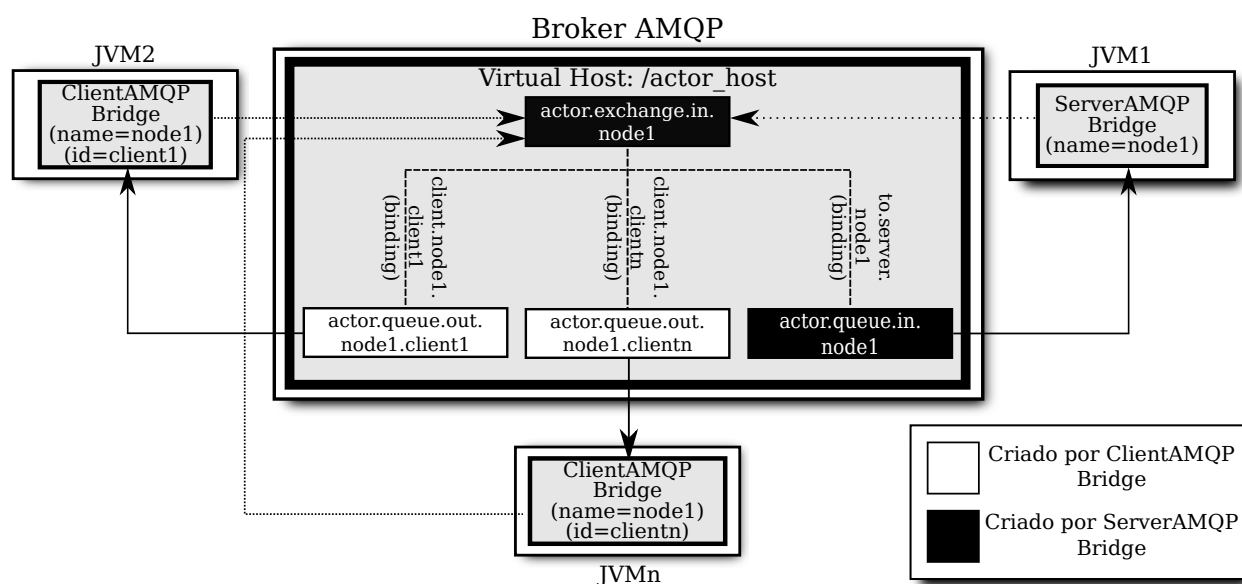 Broker AMQP
JVM2
ClientAMQP
Bridge
(name=node1)
(id=client1)
Virtual Host: /actor_host
actor.exchange.in.
node1
JVM1
ServerAMQP
Bridge
(name=node1)
client.node1.
client1
(binding)
client.node1.
clientn
(binding)
to.server.
node1
(binding)
actor.queue.out.
node1.client1
actor.queue.out.
node1.clientn
actor.queue.in.
node1
ClientAMQP
Bridge
(name=node1)
(id=clientn)
JVMn
Criado por ClientAMQP
Bridge
Criado por ServerAMQP
Bridge